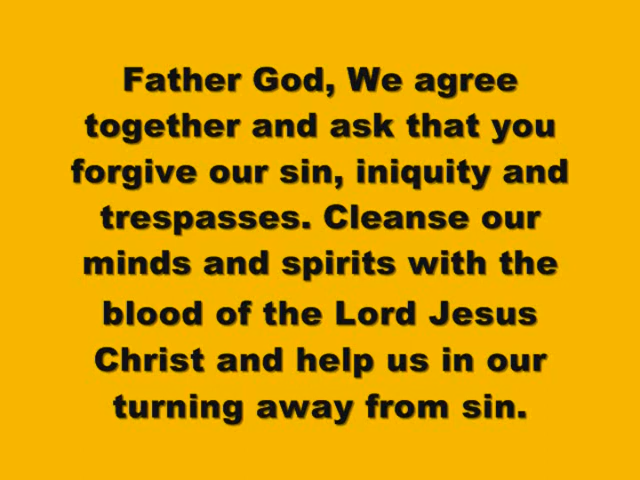 Father God, We agree
together and ask that you
forgive our sin, iniquity and
trespasses. Cleanse our
minds and spirits with the
blood of the Lord Jesus
Christ and help us in our
turning away from sin.